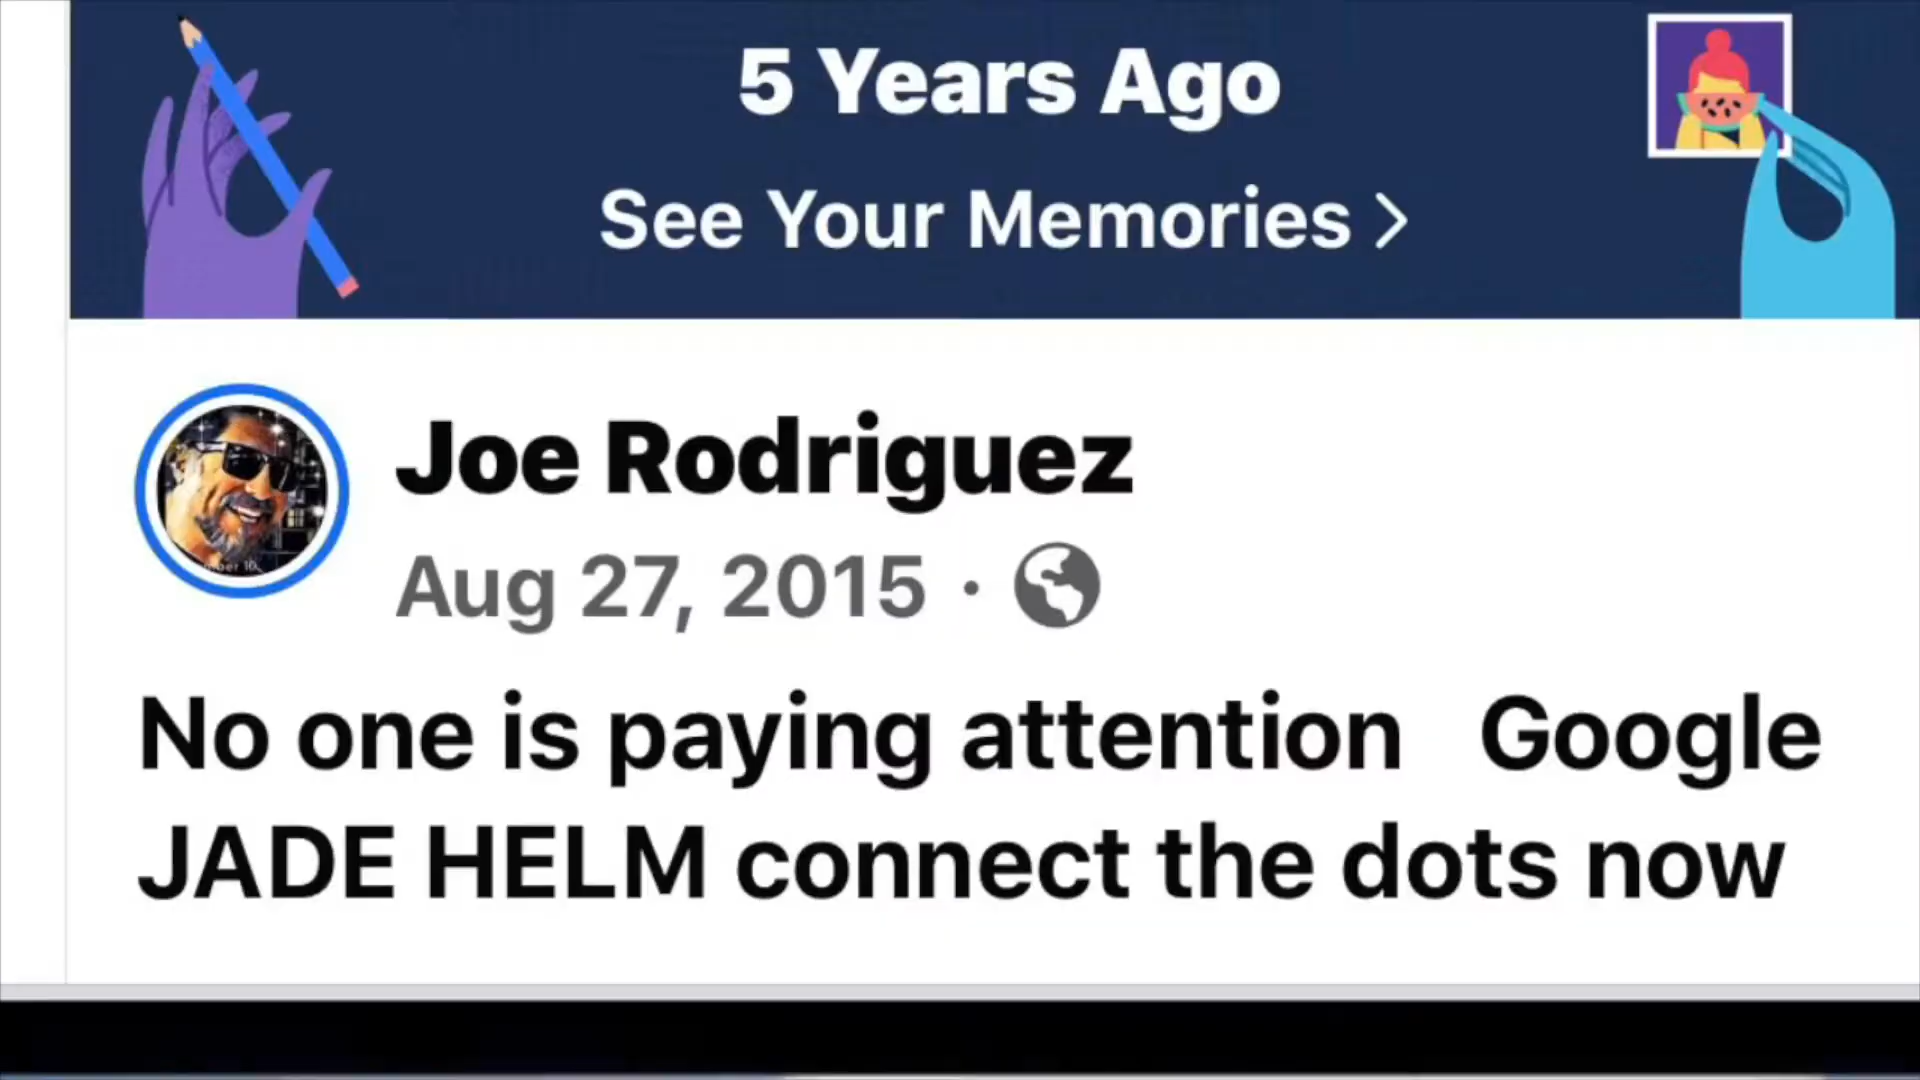 5 Years Ago
See Your Memories >
Joe Rodriguez
Aug 27, 2015 ·
No one is paying attention   Google
JADE HELM connect the dots now